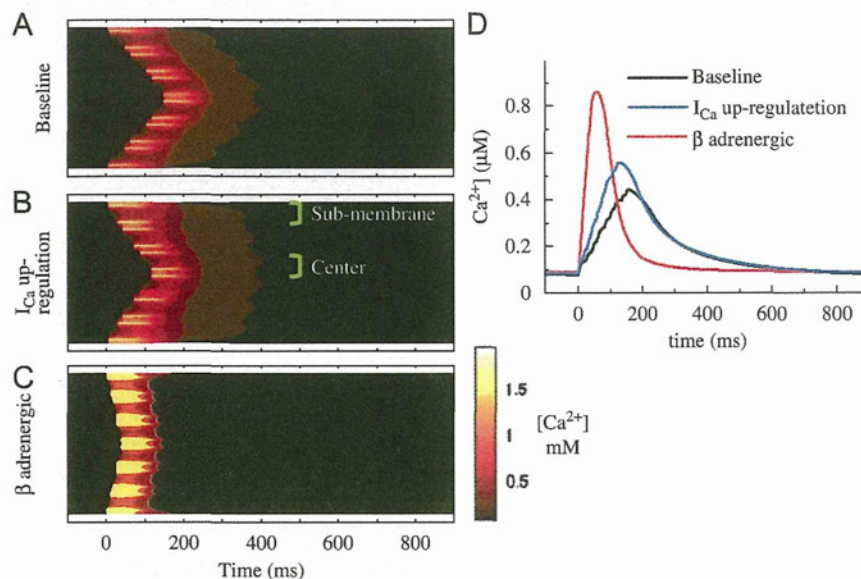 A
Baseline
B
I_Ca up-
regulation
Sub-membrane
Center
C
β adrenergic
0 200 400 600 800
Time (ms)
1.5
1
0.5
[Ca²⁺]
mM
D
Baseline
I_Ca up-regulatetion
β adrenergic
Ca²⁺] (μM)
0.8
0.6
0.4
0.2
0
0 200 400 600 800
time (ms)